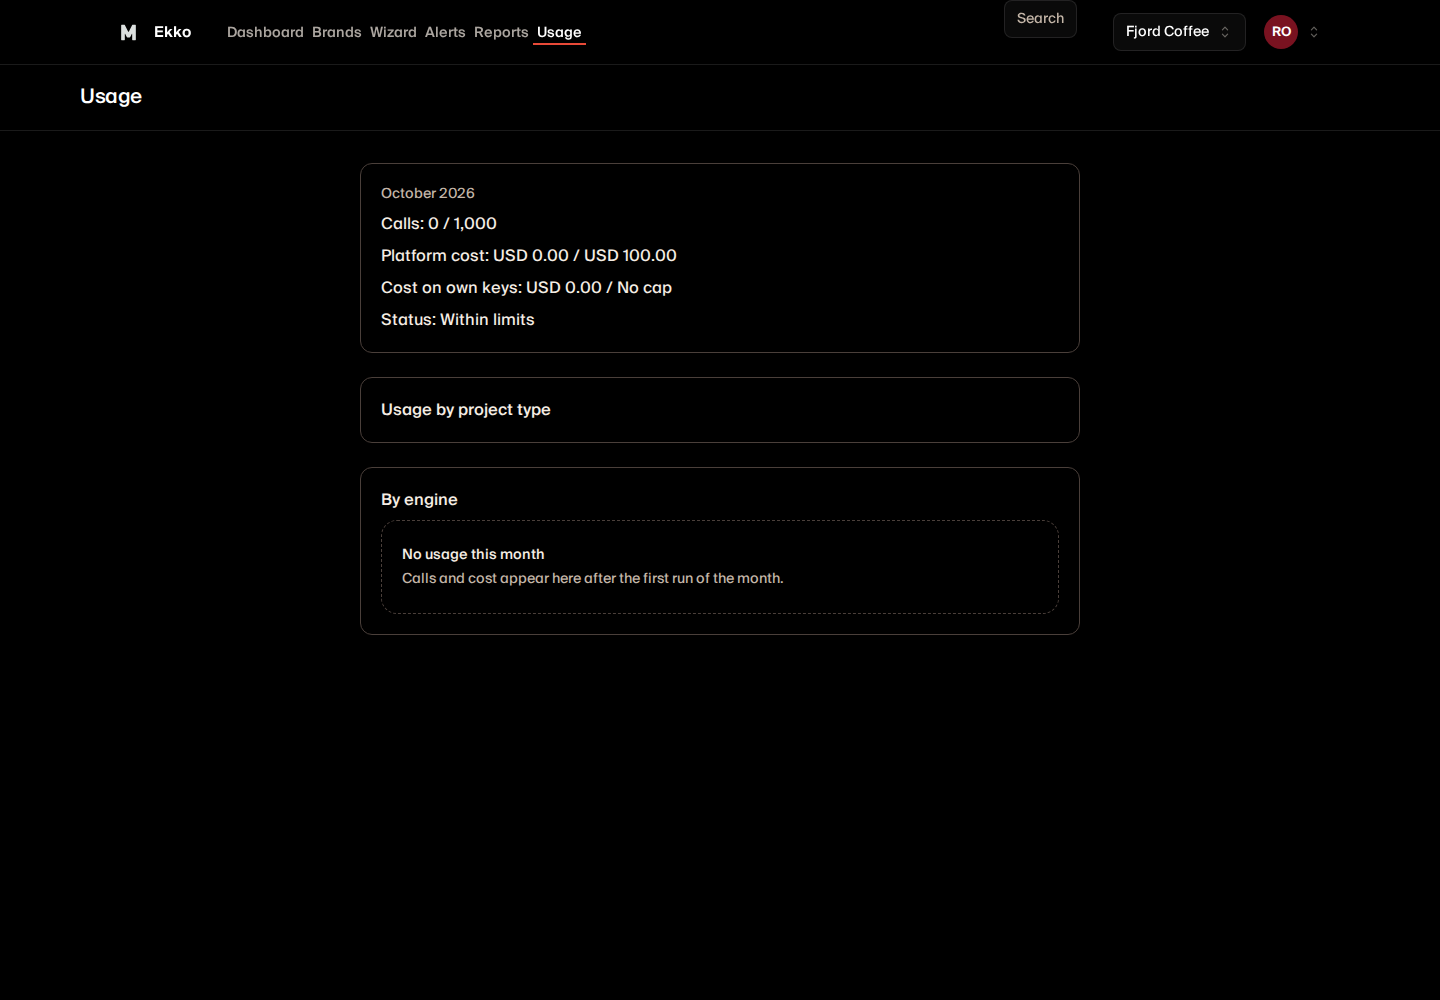 M Ekko Dashboard Brands Wizard Alerts Reports Usage Search Fjord Coffee RO
Usage
October 2026
Calls: 0 / 1,000
Platform cost: USD 0.00 / USD 100.00
Cost on own keys: USD 0.00 / No cap
Status: Within limits
Usage by project type
By engine
No usage this month
Calls and cost appear here after the first run of the month.